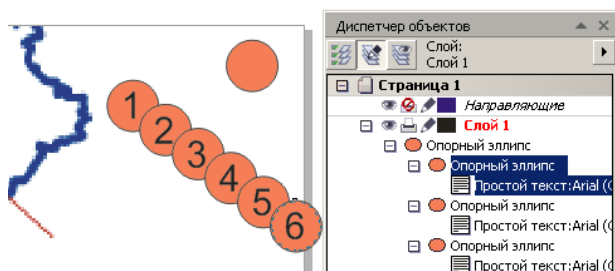 1
2
3
4
5
6
Диспетчер объектов
Слой:
Слой 1
Страница 1
Направляющие
Слой 1
Опорный эллипс
Опорный эллипс
Простой текст:Arial (
Опорный эллипс
Простой текст:Arial (
Опорный эллипс
Простой текст:Arial (